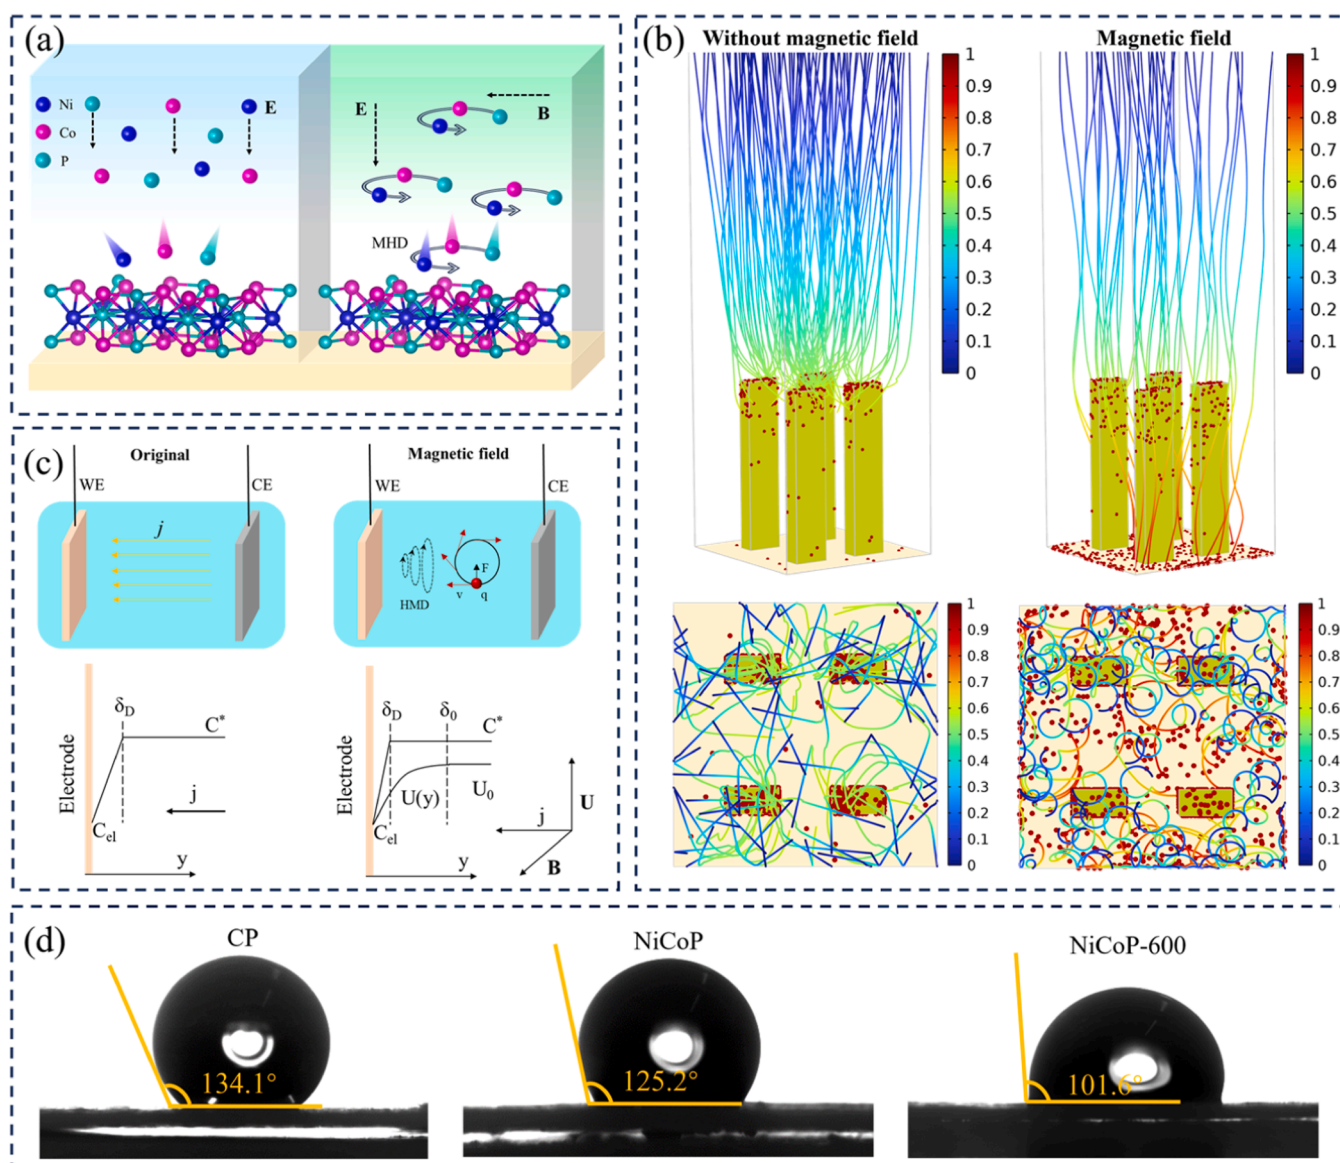 (a)
Ni
Co
P
E
E
B
MHD
(b)
Without magnetic field
Magnetic field
1
0.9
0.8
0.7
0.6
0.5
0.4
0.3
0.2
0.1
0
1
0.9
0.8
0.7
0.6
0.5
0.4
0.3
0.2
0.1
0
1
0.9
0.8
0.7
0.6
0.5
0.4
0.3
0.2
0.1
0
1
0.9
0.8
0.7
0.6
0.5
0.4
0.3
0.2
0.1
0
(c)
Original
WE
CE
j
Magnetic field
WE
CE
HMD
F
v
q
Electrode
δD
C*
j
Cel
y
Electrode
δD
δ0
C*
U(y)
U0
Cel
j
U
B
y
(d)
CP
134.1°
NiCoP
125.2°
NiCoP-600
101.6°